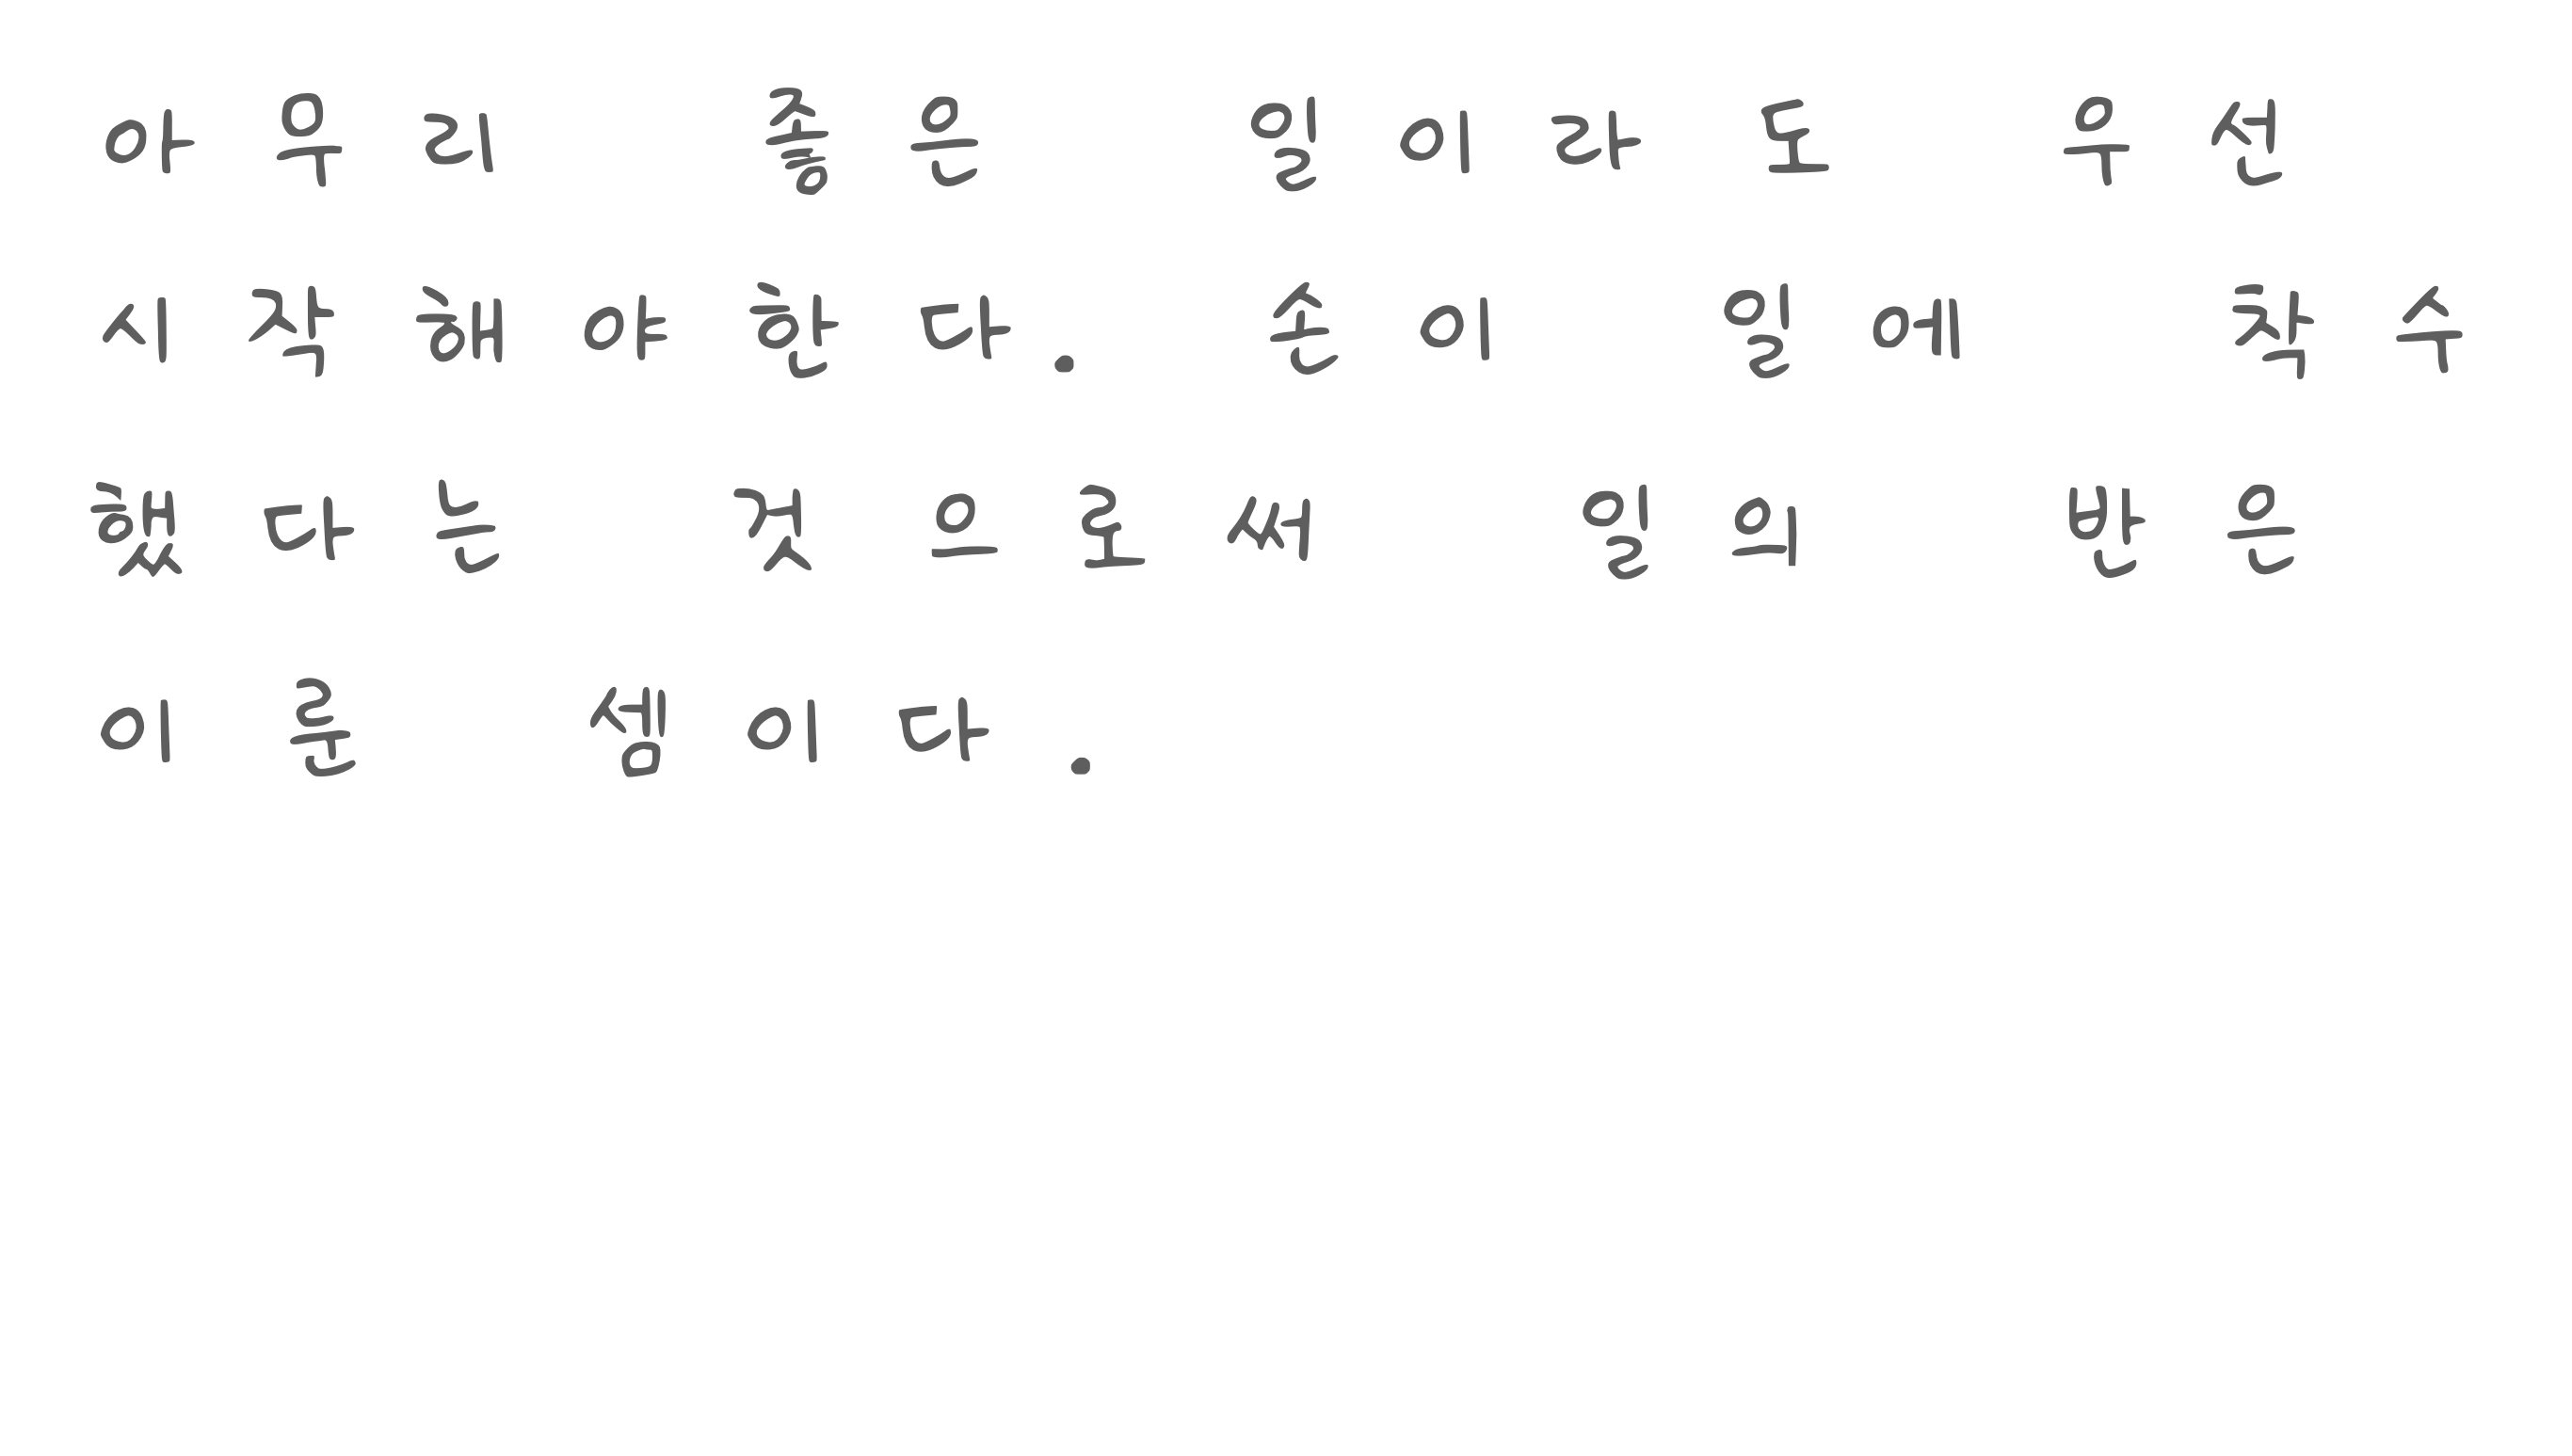 아무리 좋은 일이라도 우선
시작해야한다. 손이 일에 착수
했다는 것으로써 일의 반은
이룬 셈이다.